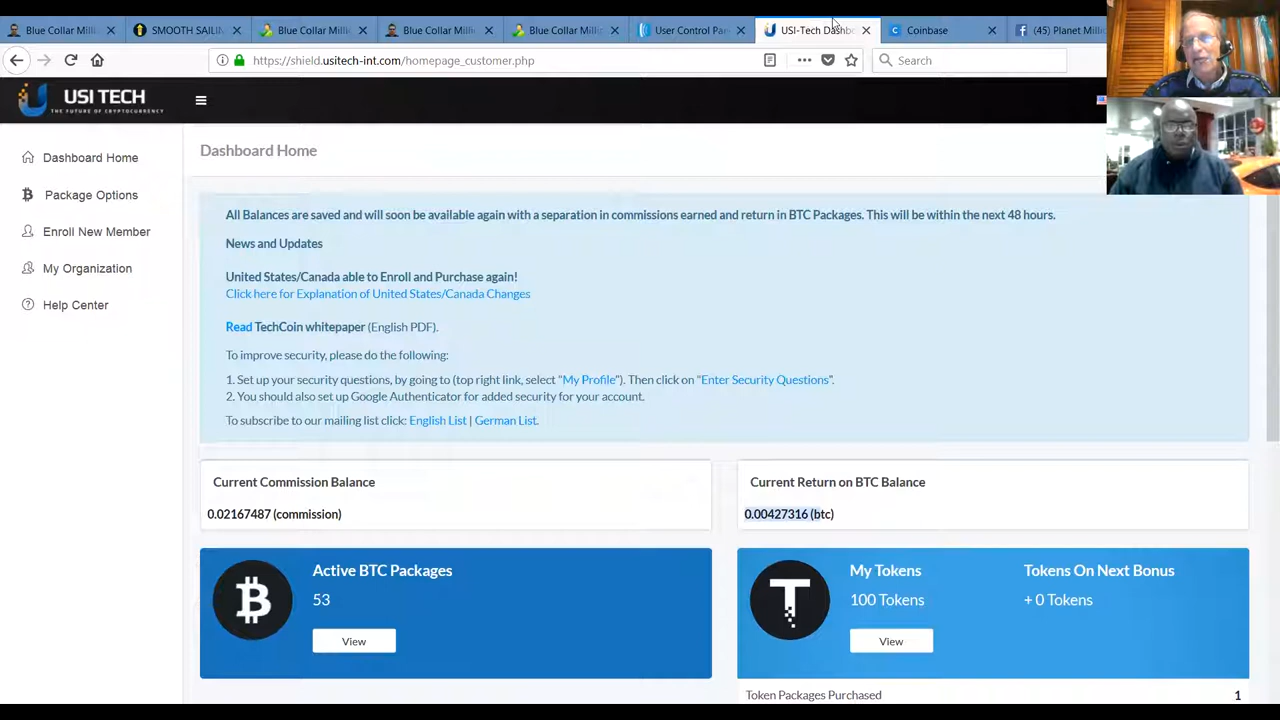 Blue Collar Mill
SMOOTH SAILIN
Blue Collar Mill
Blue Collar Mill
Blue Collar Mill
User Control Pa
USI-Tech Dashb
Coinbase
(45) Planet Milli
https://shield.usitech-int.com/homepage_customer.php
Search
USI TECH
THE FUTURE OF CRYPTOCURRENCY
Dashboard Home
Package Options
Enroll New Member
My Organization
Help Center
Dashboard Home
All Balances are saved and will soon be available again with a separation in commissions earned and return in BTC Packages. This will be within the next 48 hours.
News and Updates
United States/Canada able to Enroll and Purchase again!
Click here for Explanation of United States/Canada Changes
Read TechCoin whitepaper (English PDF).
To improve security, please do the following:
1. Set up your security questions, by going to (top right link, select "My Profile"). Then click on "Enter Security Questions".
2. You should also set up Google Authenticator for added security for your account.
To subscribe to our mailing list click: English List | German List.
Current Commission Balance
0.02167487 (commission)
Current Return on BTC Balance
0.00427316 (btc)
Active BTC Packages
53
View
My Tokens
100 Tokens
View
Tokens On Next Bonus
+ 0 Tokens
Token Packages Purchased 1